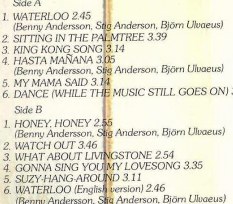 Side A
1. WATERLOO 2.45
(Benny Andersson, Stig Anderson, Björn Ulvaeus)
2. SITTING IN THE PALMTREE 3.39
3. KING KONG SONG 3.14
4. HASTA MAÑANA 3.05
(Benny Andersson, Stig Anderson, Björn Ulvaeus)
5. MY MAMA SAID 3.14
6. DANCE (WHILE THE MUSIC STILL GOES ON)
Side B
1. HONEY, HONEY 2.55
(Benny Andersson, Stig Anderson, Björn Ulvaeus)
2. WATCH OUT 3.46
3. WHAT ABOUT LIVINGSTONE 2.54
4. GONNA SING YOU MY LOVESONG 3.35
5. SUZY-HANG-AROUND 3.11
6. WATERLOO (English version) 2.46
(Benny Andersson, Stig Anderson, Björn Ulvaeus)